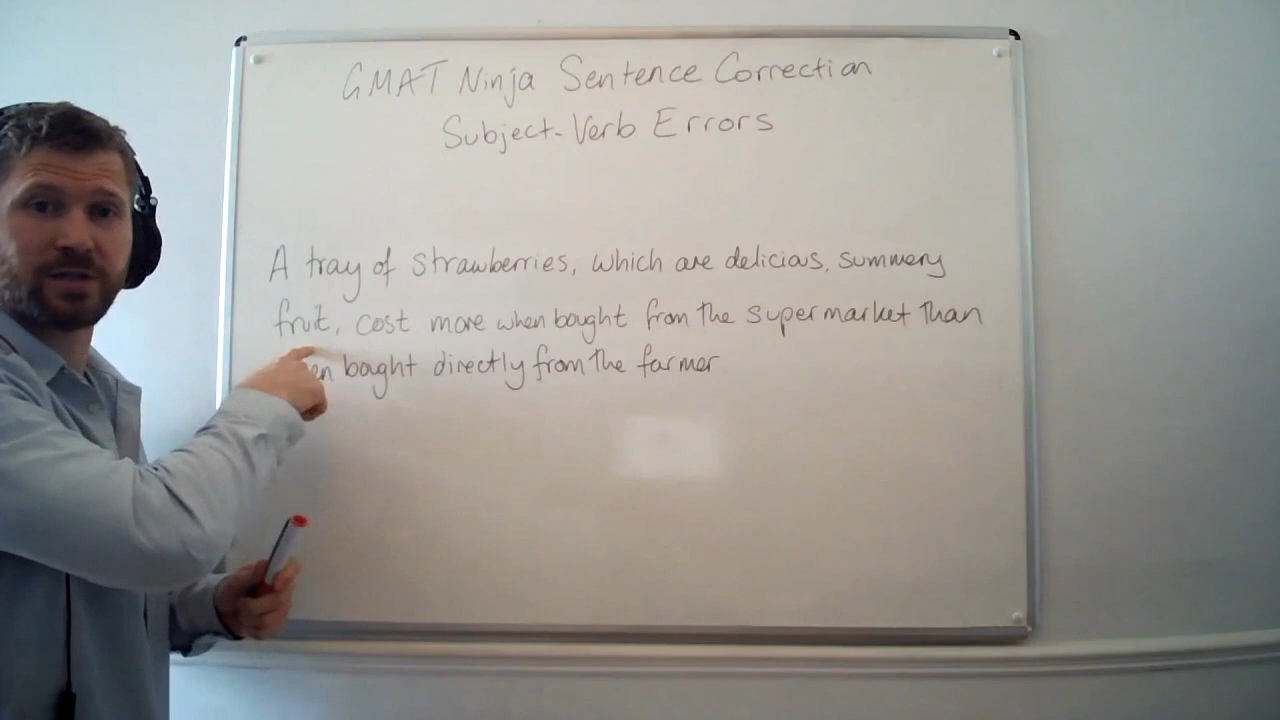 GMAT Ninja Sentence Correction
Subject-Verb Errors
A tray of strawberries, which are delicious, summery
fruit, cost more when bought from the supermarket than
bought directly from the farmer